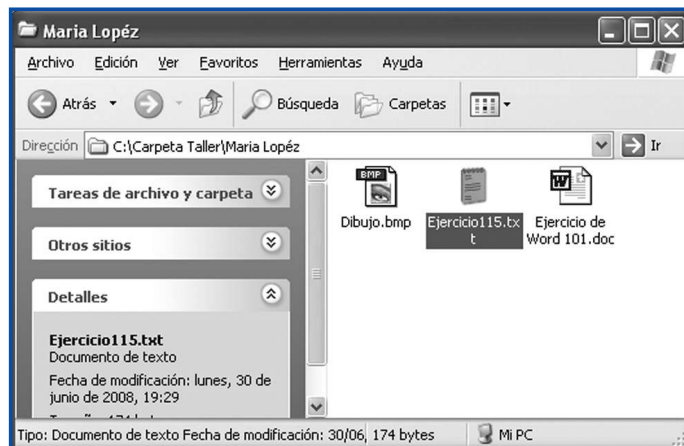 Maria Lopéz
Archivo Edición Ver Favoritos Herramientas Ayuda
Atrás Búsqueda Carpetas
Dirección C:\Carpeta Taller\Maria Lopéz Ir
Tareas de archivo y carpeta
Otros sitios
Detalles
Ejercicio115.txt
Documento de texto
Fecha de modificación: lunes, 30 de
junio de 2008, 19:29
BMP
Dibujo.bmp
Ejercicio115.tx
t
W
Ejercicio de
Word 101.doc
Tipo: Documento de texto Fecha de modificación: 30/06, 174 bytes Mi PC